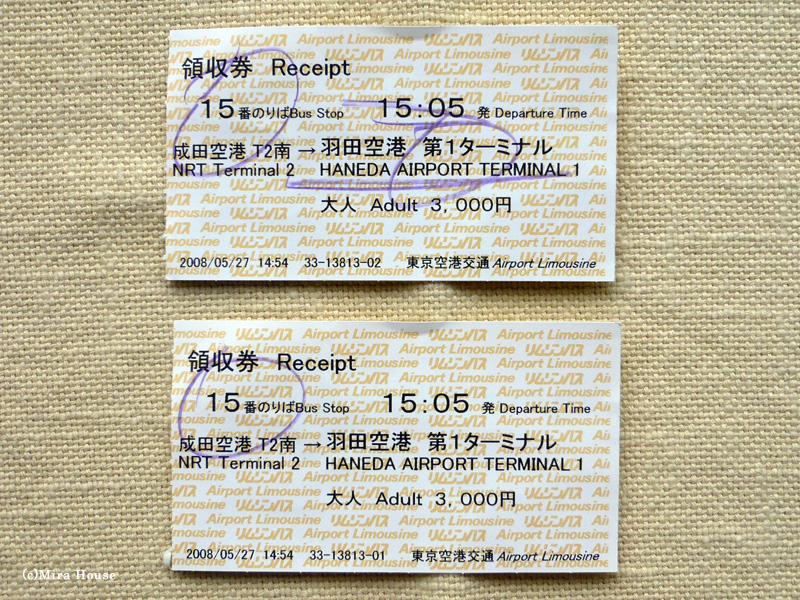 領収券 Receipt
15番のりばBus Stop 15:05 発 Departure Time
成田空港 T2南 → 羽田空港 第1ターミナル
NRT Terminal 2 HANEDA AIRPORT TERMINAL 1
大人 Adult 3,000円
2008/05/27 14:54 33-13813-02 東京空港交通 Airport Limousine
領収券 Receipt
15番のりばBus Stop 15:05 発 Departure Time
成田空港 T2南 → 羽田空港 第1ターミナル
NRT Terminal 2 HANEDA AIRPORT TERMINAL 1
大人 Adult 3,000円
2008/05/27 14:54 33-13813-01 東京空港交通 Airport Limousine
(c)Mira House